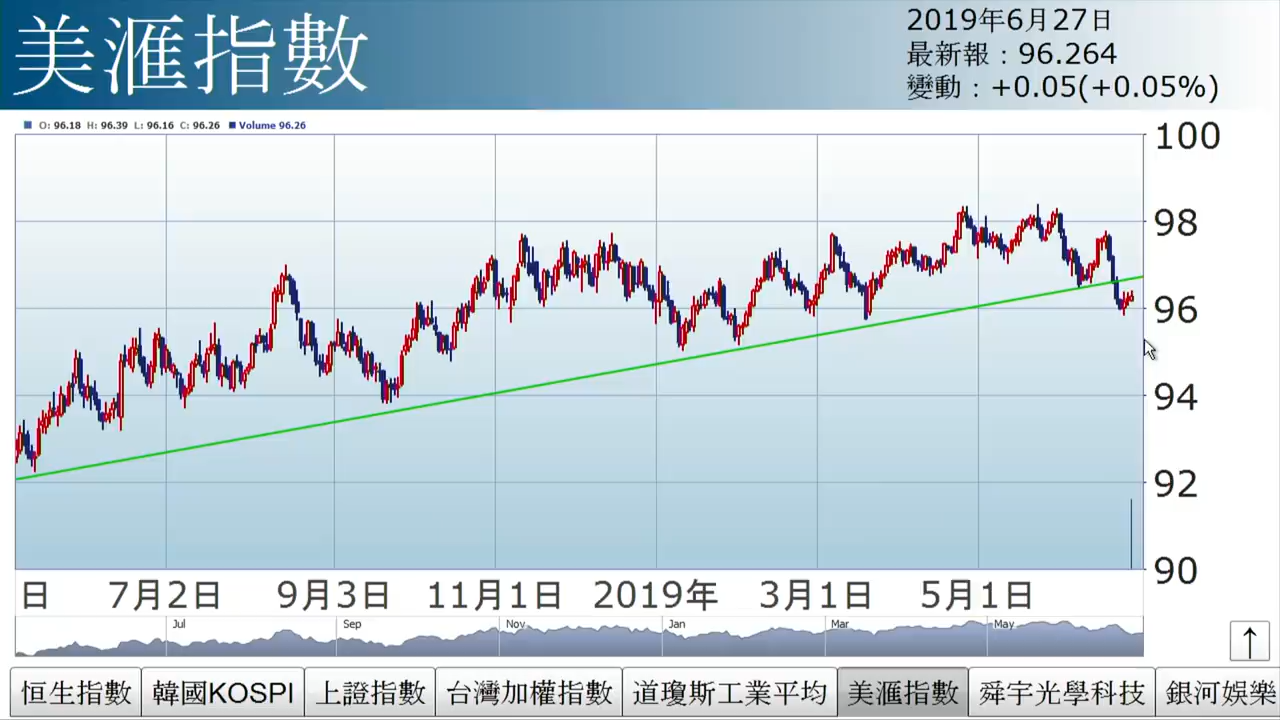 美滙指數
2019年6月27日
最新報：96.264
變動：+0.05(+0.05%)
O: 96.18 H: 96.39 L: 96.16 C: 96.26 Volume 96.26
100
98
96
94
92
90
日 7月2日 9月3日 11月1日 2019年 3月1日 5月1日
Jul Sep Nov Jan Mar May
↑
恒生指數 韓國KOSPI 上證指數 台灣加權指數 道瓊斯工業平均 美滙指數 舜宇光學科技 銀河娛樂